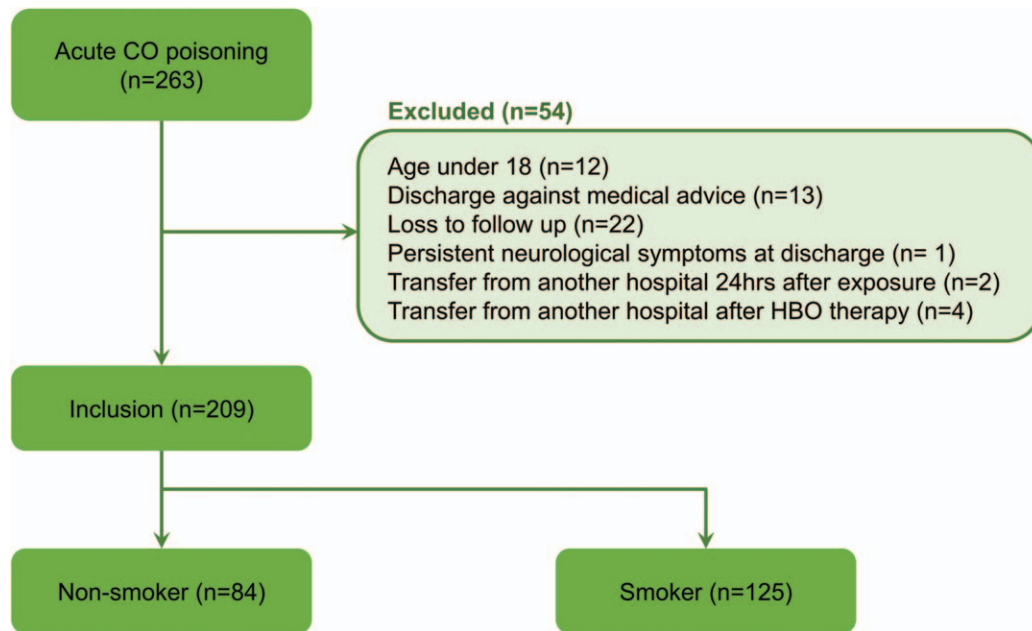 Acute CO poisoning
(n=263)
Excluded (n=54)
Age under 18 (n=12)
Discharge against medical advice (n=13)
Loss to follow up (n=22)
Persistent neurological symptoms at discharge (n= 1)
Transfer from another hospital 24hrs after exposure (n=2)
Transfer from another hospital after HBO therapy (n=4)
Inclusion (n=209)
Non-smoker (n=84)
Smoker (n=125)